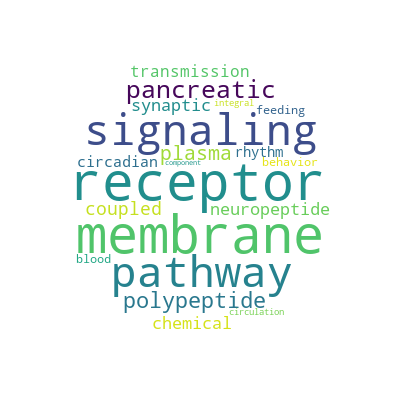 transmission
pancreatic
integral
synaptic
feeding
signaling
plasma
rhythm
circadian
component
behavior
receptor
coupled
neuropeptide
membrane
blood
pathway
polypeptide
circulation
chemical